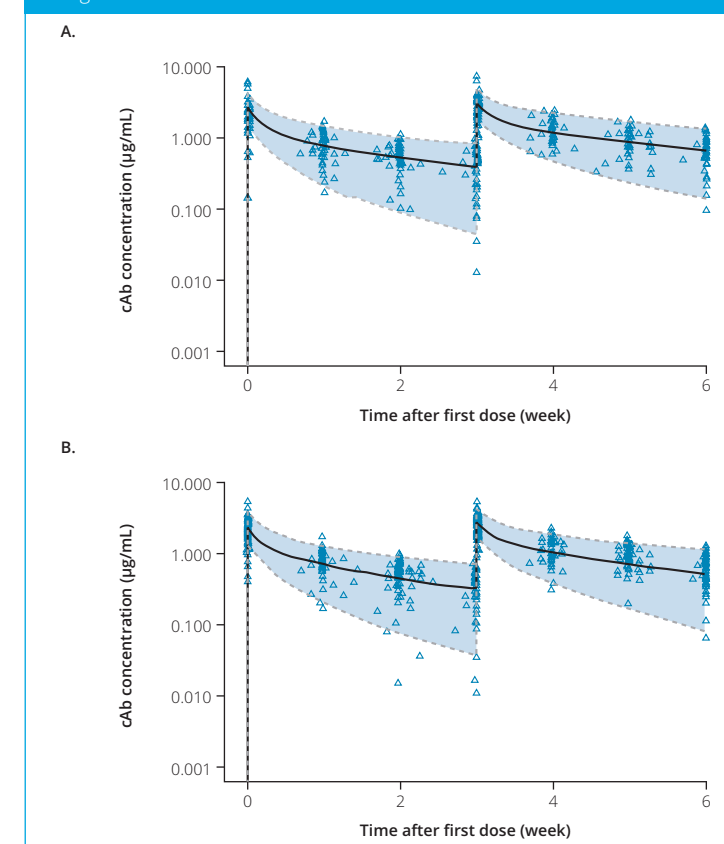 A.
10.000
1.000
0.100
0.010
0.001
cAb concentration (µg/mL)
0 2 4 6
Time after first dose (week)
B.
10.000
1.000
0.100
0.010
0.001
cAb concentration (µg/mL)
0 2 4 6
Time after first dose (week)